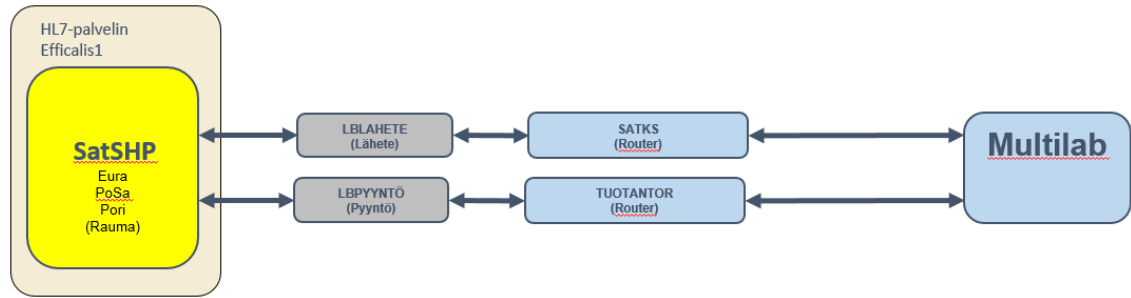 HL7-palvelin
Efficalis1
SatSHP
Eura
PoSa
Pori
(Rauma)
LBLAHETE
(Lähete)
SATKS
(Router)
LBPYYNTÖ
(Pyyntö)
TUOTANTOR
(Router)
Multilab